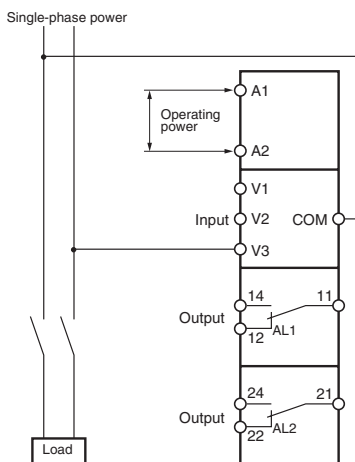 Single-phase power
A1
Operating
power
A2
V1
Input V2 COM
V3
14 11
Output
12 AL1
24 21
Output
22 AL2
Load